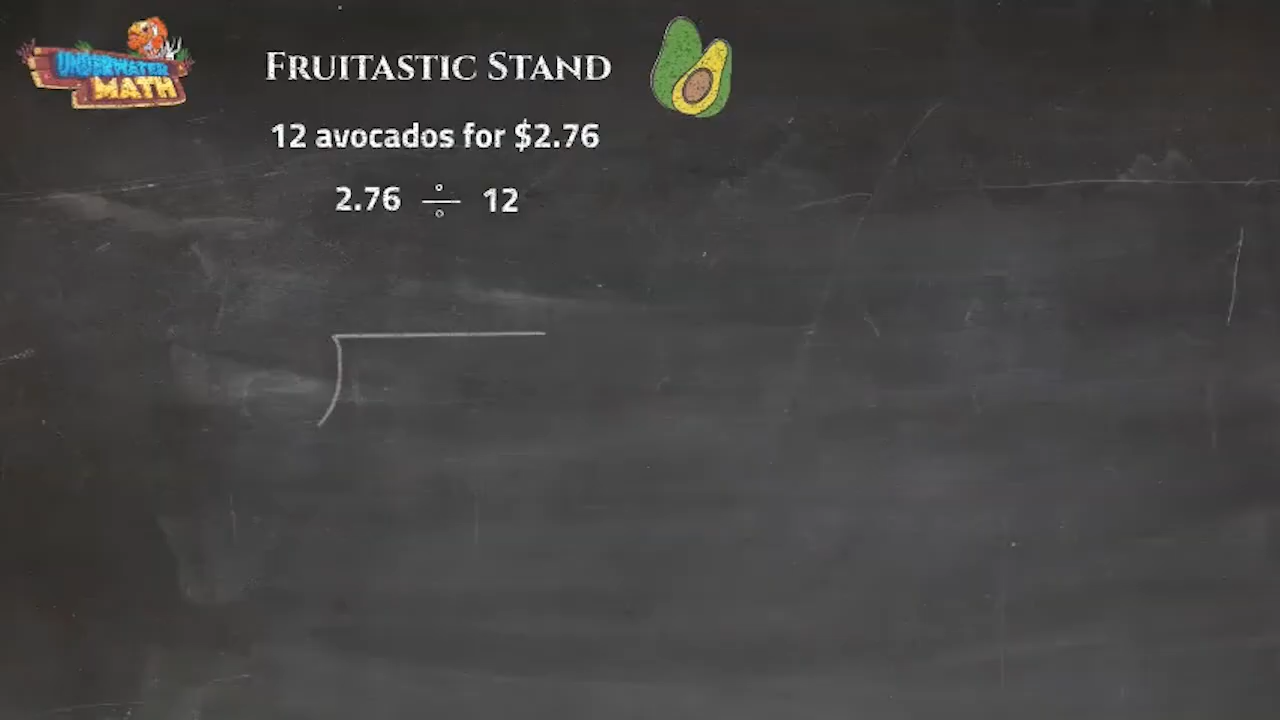 UNDERWATER
MATH
FRUITASTIC STAND
12 avocados for $2.76
2.76 ÷ 12